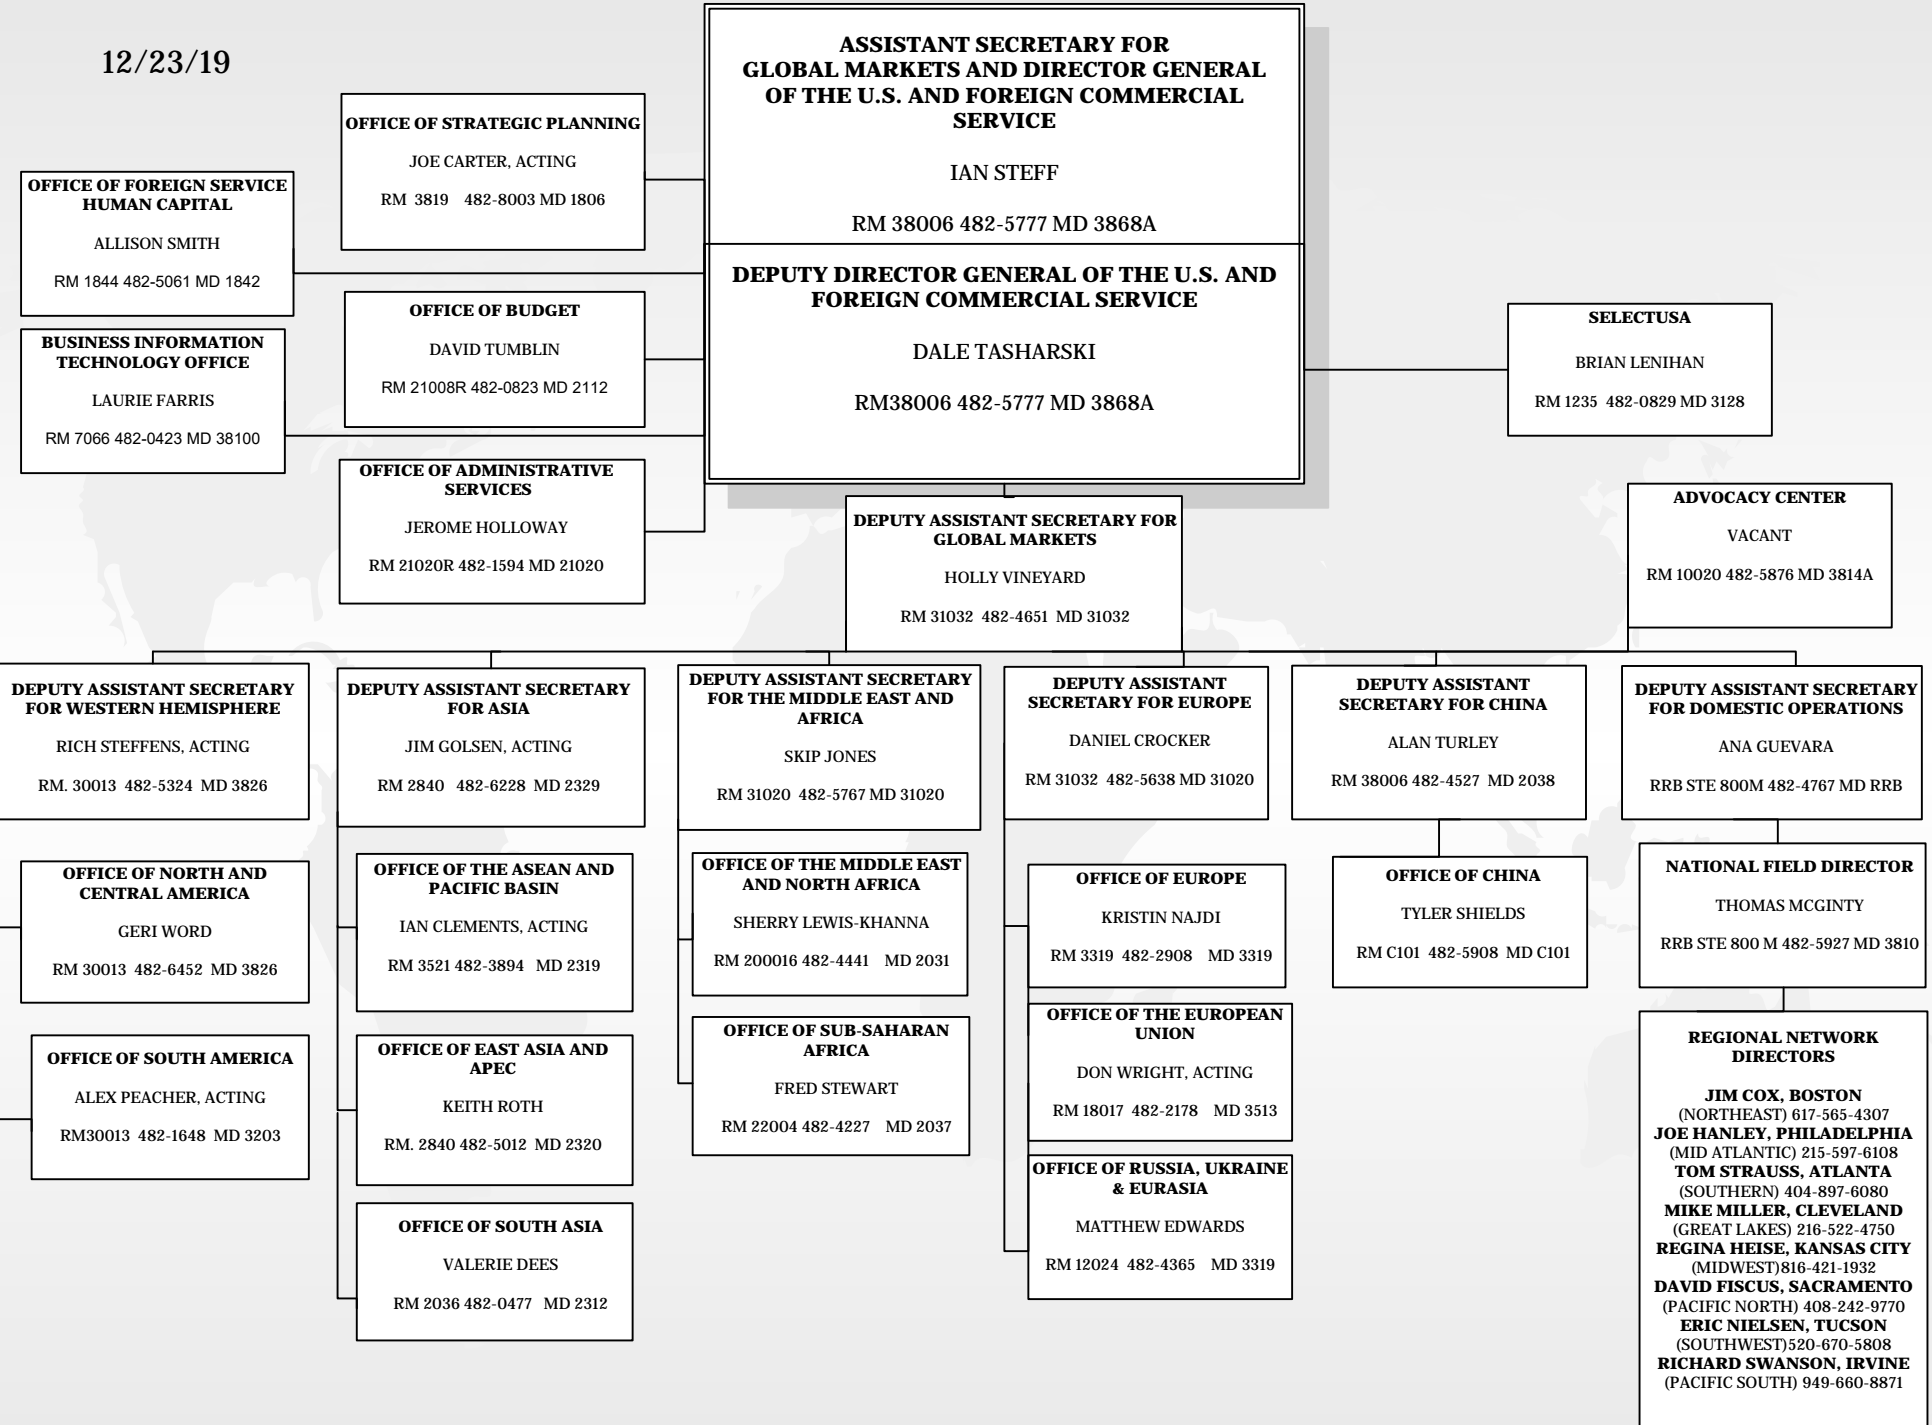 12/23/19
ASSISTANT SECRETARY FOR
GLOBAL MARKETS AND DIRECTOR GENERAL
OF THE U.S. AND FOREIGN COMMERCIAL
SERVICE
IAN STEFF
RM 38006 482-5777 MD 3868A
DEPUTY DIRECTOR GENERAL OF THE U.S. AND
FOREIGN COMMERCIAL SERVICE
DALE TASHARSKI
RM38006 482-5777 MD 3868A
OFFICE OF STRATEGIC PLANNING
JOE CARTER, ACTING
RM 3819 482-8003 MD 1806
OFFICE OF FOREIGN SERVICE
HUMAN CAPITAL
ALLISON SMITH
RM 1844 482-5061 MD 1842
OFFICE OF BUDGET
DAVID TUMBLIN
RM 21008R 482-0823 MD 2112
BUSINESS INFORMATION
TECHNOLOGY OFFICE
LAURIE FARRIS
RM 7066 482-0423 MD 38100
OFFICE OF ADMINISTRATIVE
SERVICES
JEROME HOLLOWAY
RM 21020R 482-1594 MD 21020
SELECTUSA
BRIAN LENIHAN
RM 1235 482-0829 MD 3128
DEPUTY ASSISTANT SECRETARY FOR
GLOBAL MARKETS
HOLLY VINEYARD
RM 31032 482-4651 MD 31032
ADVOCACY CENTER
VACANT
RM 10020 482-5876 MD 3814A
DEPUTY ASSISTANT SECRETARY
FOR WESTERN HEMISPHERE
RICH STEFFENS, ACTING
RM. 30013 482-5324 MD 3826
OFFICE OF NORTH AND
CENTRAL AMERICA
GERI WORD
RM 30013 482-6452 MD 3826
OFFICE OF SOUTH AMERICA
ALEX PEACHER, ACTING
RM30013 482-1648 MD 3203
DEPUTY ASSISTANT SECRETARY
FOR ASIA
JIM GOLSEN, ACTING
RM 2840 482-6228 MD 2329
OFFICE OF THE ASEAN AND
PACIFIC BASIN
IAN CLEMENTS, ACTING
RM 3521 482-3894 MD 2319
OFFICE OF EAST ASIA AND
APEC
KEITH ROTH
RM. 2840 482-5012 MD 2320
OFFICE OF SOUTH ASIA
VALERIE DEES
RM 2036 482-0477 MD 2312
DEPUTY ASSISTANT SECRETARY
FOR THE MIDDLE EAST AND
AFRICA
SKIP JONES
RM 31020 482-5767 MD 31020
OFFICE OF THE MIDDLE EAST
AND NORTH AFRICA
SHERRY LEWIS-KHANNA
RM 200016 482-4441 MD 2031
OFFICE OF SUB-SAHARAN
AFRICA
FRED STEWART
RM 22004 482-4227 MD 2037
DEPUTY ASSISTANT
SECRETARY FOR EUROPE
DANIEL CROCKER
RM 31032 482-5638 MD 31020
OFFICE OF EUROPE
KRISTIN NAJDI
RM 3319 482-2908 MD 3319
OFFICE OF THE EUROPEAN
UNION
DON WRIGHT, ACTING
RM 18017 482-2178 MD 3513
OFFICE OF RUSSIA, UKRAINE
& EURASIA
MATTHEW EDWARDS
RM 12024 482-4365 MD 3319
DEPUTY ASSISTANT
SECRETARY FOR CHINA
ALAN TURLEY
RM 38006 482-4527 MD 2038
OFFICE OF CHINA
TYLER SHIELDS
RM C101 482-5908 MD C101
DEPUTY ASSISTANT SECRETARY
FOR DOMESTIC OPERATIONS
ANA GUEVARA
RRB STE 800M 482-4767 MD RRB
NATIONAL FIELD DIRECTOR
THOMAS MCGINTY
RRB STE 800 M 482-5927 MD 3810
REGIONAL NETWORK
DIRECTORS
JIM COX, BOSTON
(NORTHEAST) 617-565-4307
JOE HANLEY, PHILADELPHIA
(MID ATLANTIC) 215-597-6108
TOM STRAUSS, ATLANTA
(SOUTHERN) 404-897-6080
MIKE MILLER, CLEVELAND
(GREAT LAKES) 216-522-4750
REGINA HEISE, KANSAS CITY
(MIDWEST)816-421-1932
DAVID FISCUS, SACRAMENTO
(PACIFIC NORTH) 408-242-9770
ERIC NIELSEN, TUCSON
(SOUTHWEST)520-670-5808
RICHARD SWANSON, IRVINE
(PACIFIC SOUTH) 949-660-8871